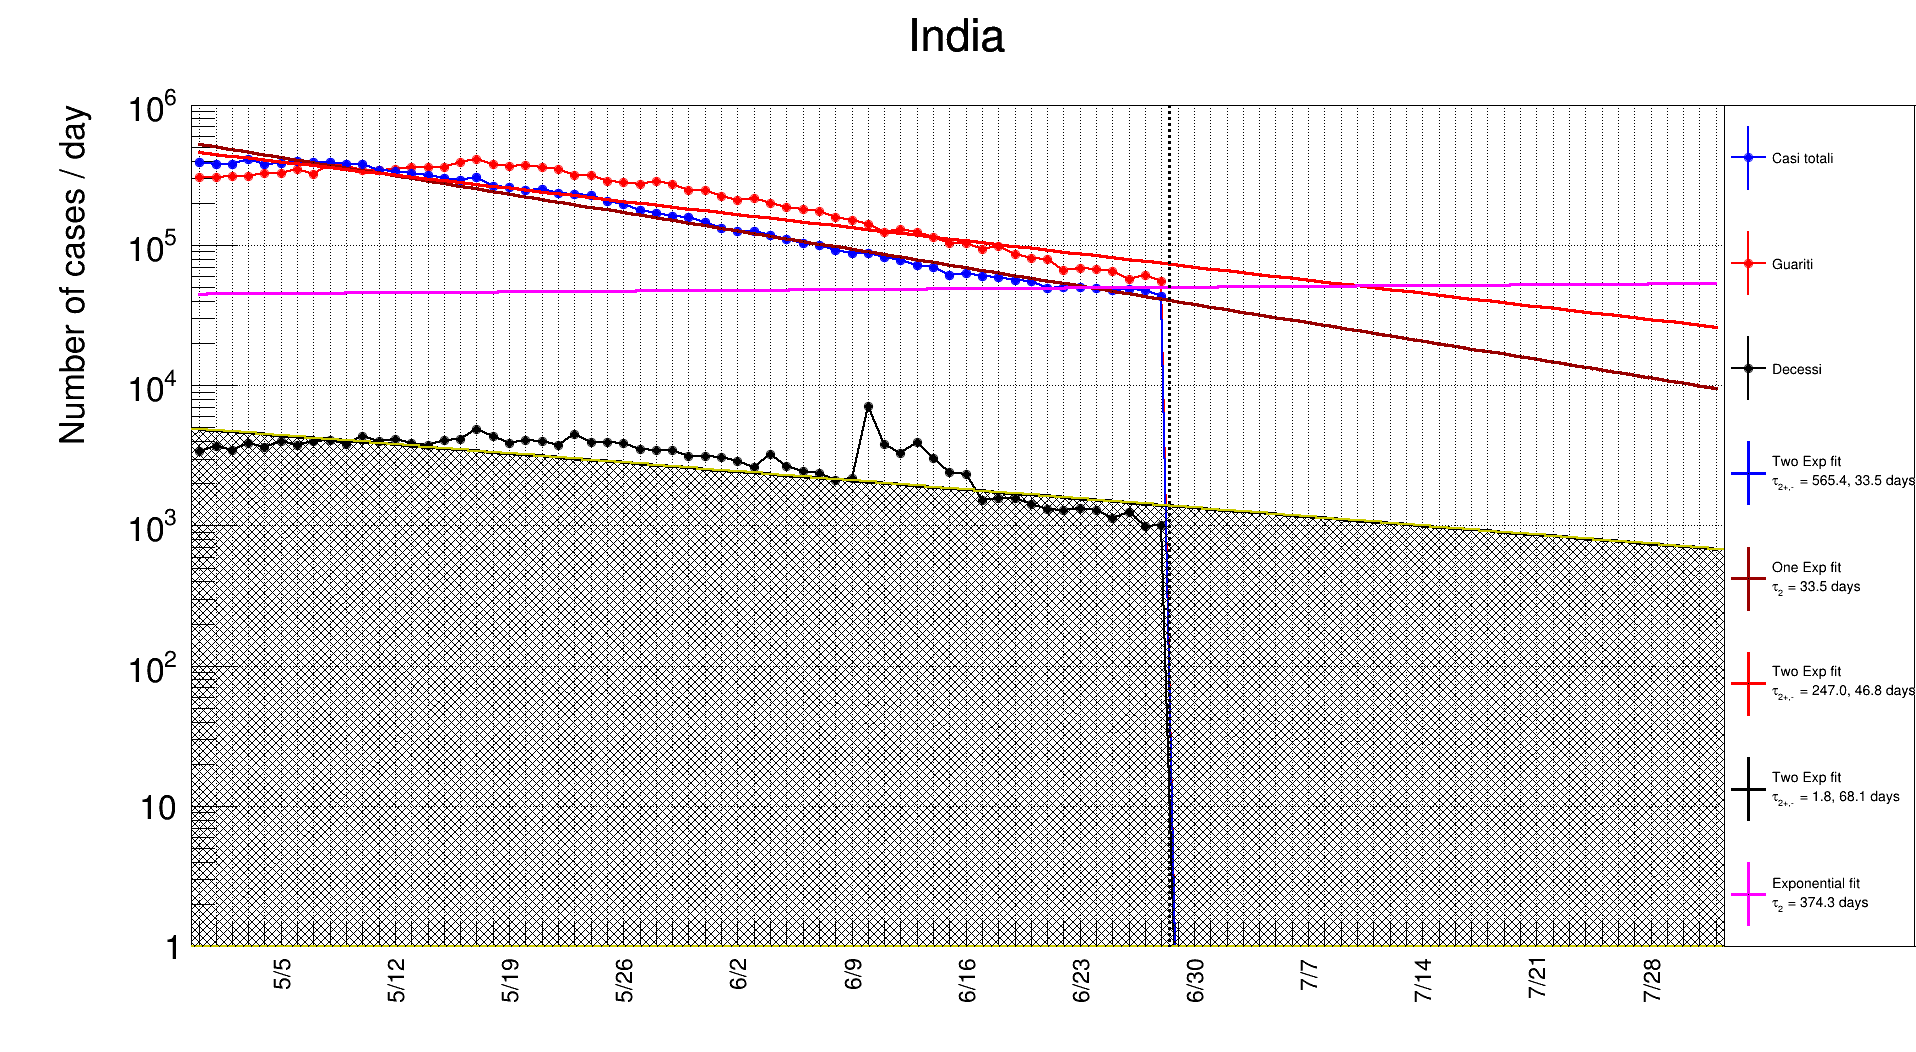 India
Number of cases / day
10^6
10^5
10^4
10^3
10^2
10
1
5/5 5/12 5/19 5/26 6/2 6/9 6/16 6/23 6/30 7/7 7/14 7/21 7/28
Casi totali
Guariti
Decessi
Two Exp fit
τ2+,- = 565.4, 33.5 days
One Exp fit
τ2 = 33.5 days
Two Exp fit
τ2+,- = 247.0, 46.8 days
Two Exp fit
τ2+,- = 1.8, 68.1 days
Exponential fit
τ2 = 374.3 days